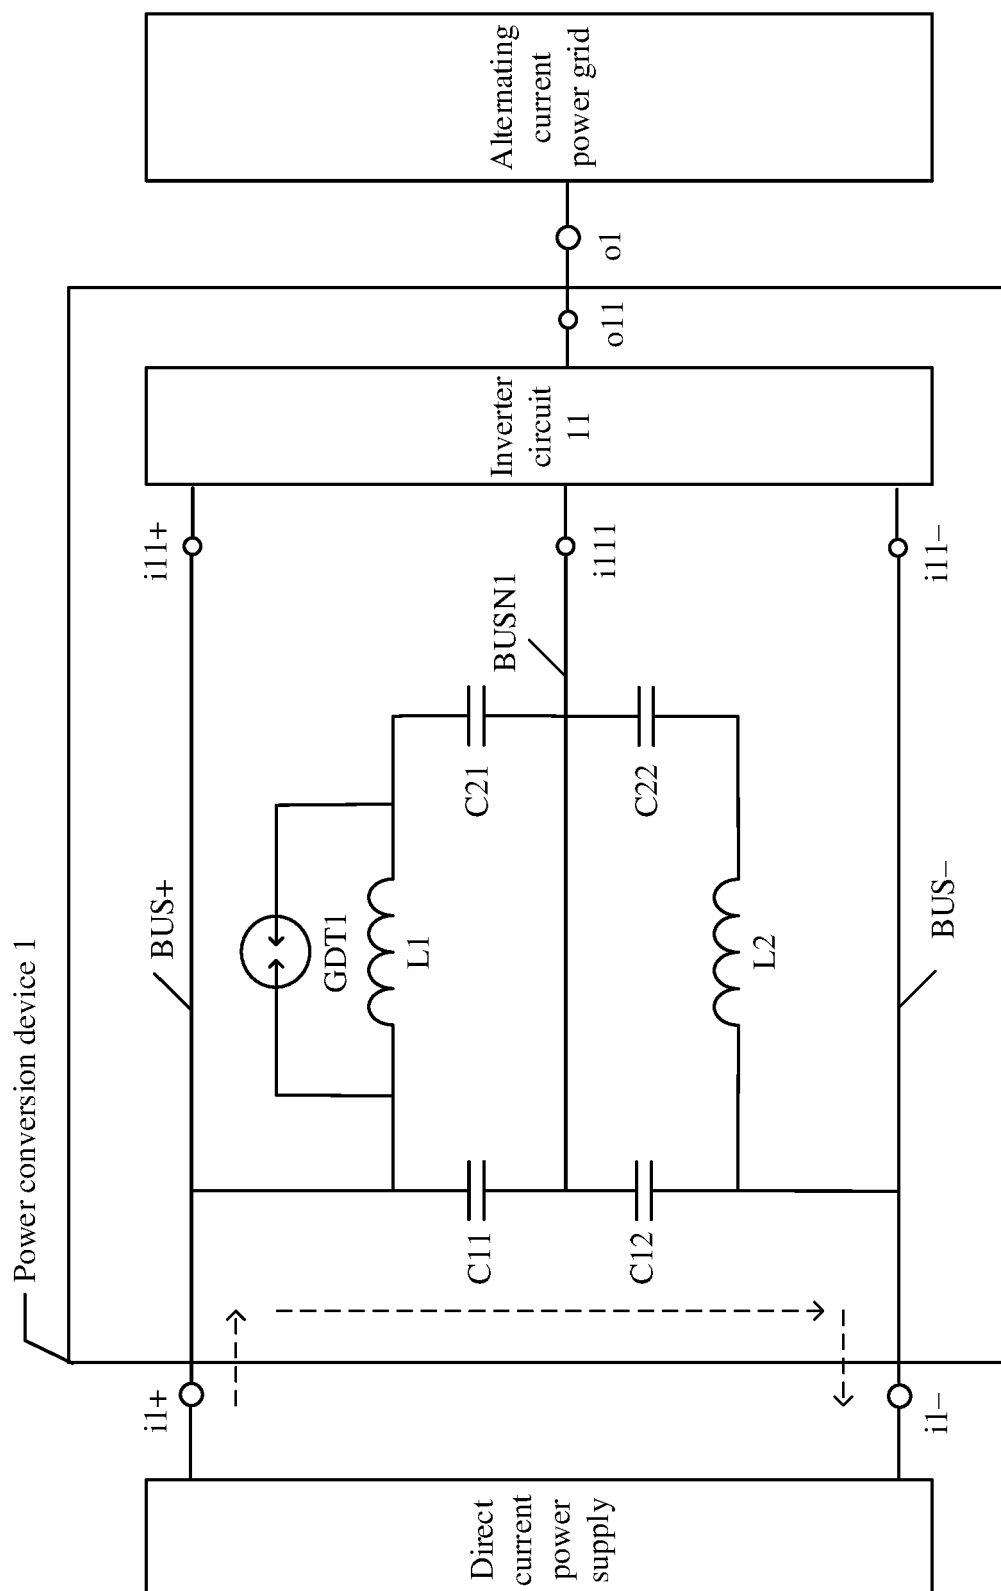 Power conversion device 1
Direct
current
power
supply
i1+
i1−
BUS+
BUS−
C11
C12
GDT1
L1
L2
C21
C22
BUSN1
i11+
i111
i11−
Inverter
circuit
11
o11
o1
Alternating
current
power grid